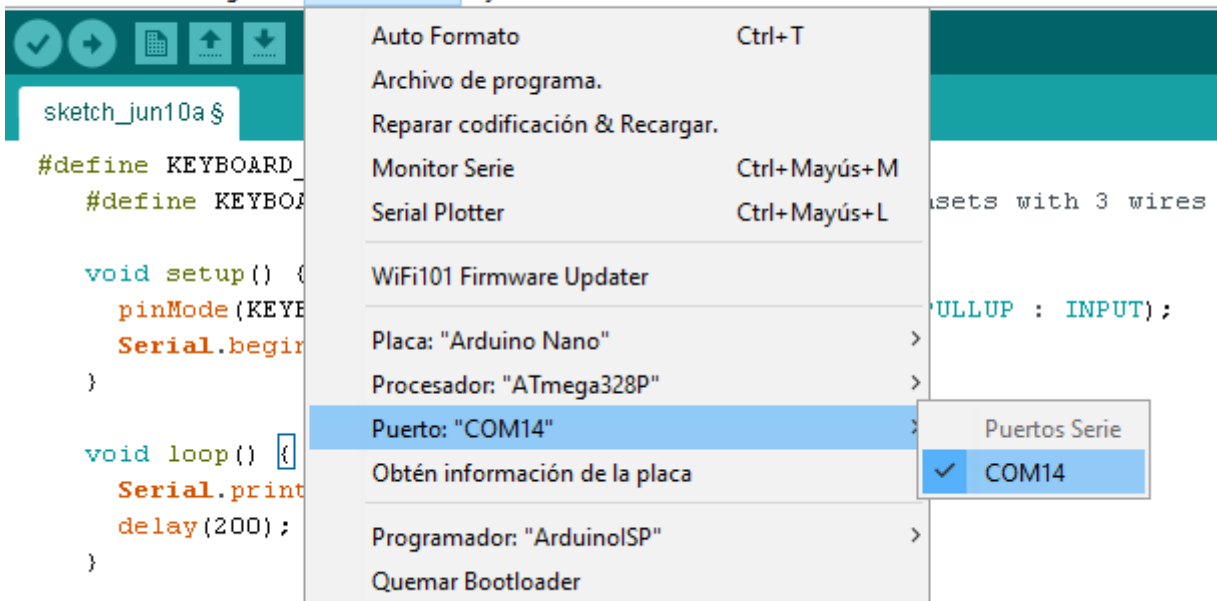 Auto Formato Ctrl+T
Archivo de programa.
sketch_jun10a §
Reparar codificación & Recargar.
#define KEYBOARD_
Monitor Serie Ctrl+Mayús+M
#define
Serial Plotter Ctrl+Mayús+L
sets with 3 wires
void setup() {
WiFi101 Firmware Updater
pinMode(KEYB
PULLUP : INPUT);
Serial.begin
Placa: "Arduino Nano"
}
Procesador: "ATmega328P"
Puerto: "COM14"
Puertos Serie
void loop() {
Obtén información de la placa
COM14
Serial.print
delay(200);
Programador: "ArduinoISP"
}
Quemar Bootloader